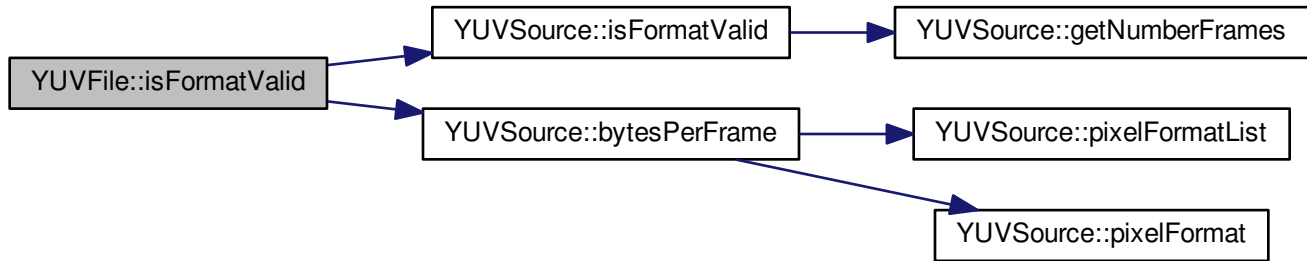 YUVFile::isFormatValid
YUVSource::isFormatValid
YUVSource::getNumberFrames
YUVSource::bytesPerFrame
YUVSource::pixelFormatList
YUVSource::pixelFormat